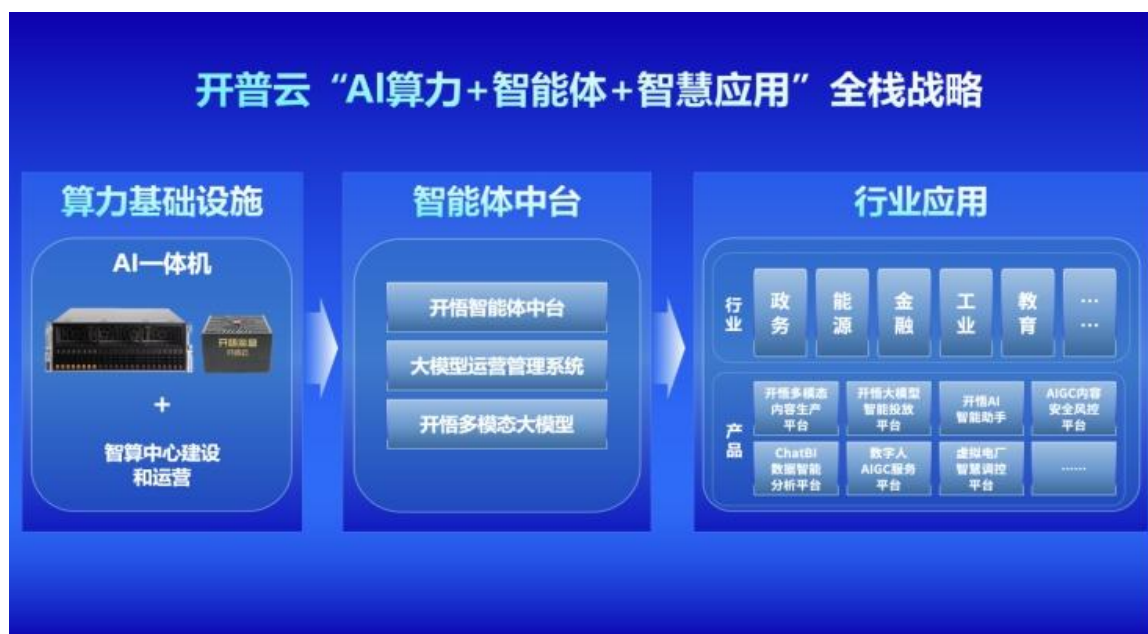 开普云“AI算力+智能体+智慧应用”全栈战略
算力基础设施
AI一体机
开悟魔盒
开普云
+
智算中心建设
和运营
智能体中台
开悟智能体中台
大模型运营管理系统
开悟多模态大模型
行业应用
行业
政务
能源
金融
工业
教育
……
产品
开悟多模态
内容生产
平台
开悟大模型
智能投放
平台
开悟AI
智能助手
AIGC内容
安全风控
平台
ChatBI
数据智能
分析平台
数字人
AIGC服务
平台
虚拟电厂
智慧调控
平台
……